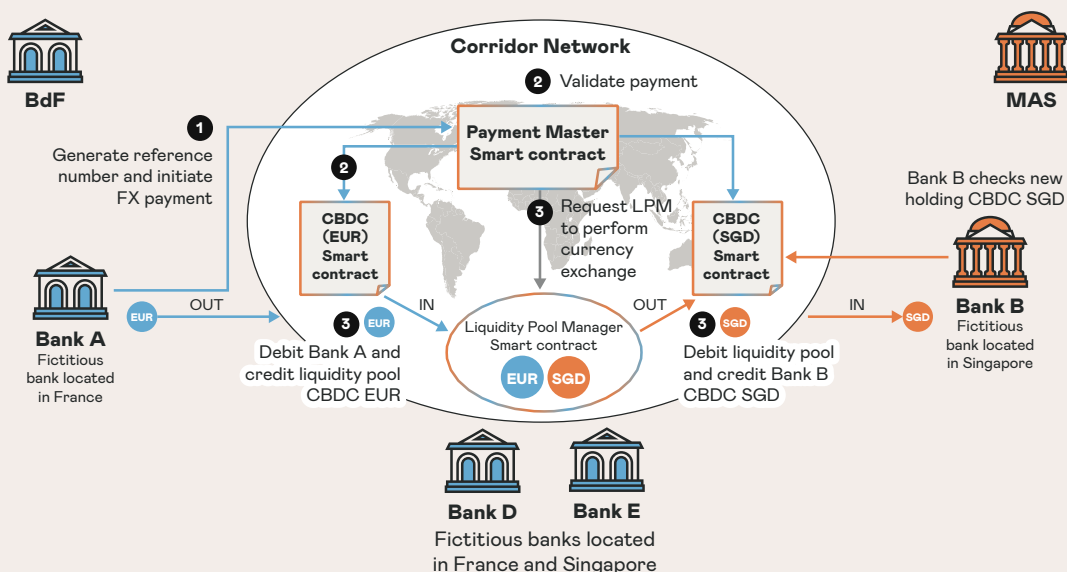 Corridor Network
BdF
MAS
2 Validate payment
1
Generate reference
number and initiate
FX payment
Payment Master
Smart contract
2
3 Request LPM
to perform
currency
exchange
CBDC
(EUR)
Smart
contract
CBDC
(SGD)
Smart
contract
Bank B checks new
holding CBDC SGD
Bank A
Fictitious
bank located
in France
EUR
OUT
IN
3 EUR
Debit Bank A and
credit liquidity pool
CBDC EUR
Liquidity Pool Manager
Smart contract
EUR SGD
OUT
3 SGD
Debit liquidity pool
and credit Bank B
CBDC SGD
IN
SGD
Bank B
Fictitious
bank located
in Singapore
Bank D
Bank E
Fictitious banks located
in France and Singapore